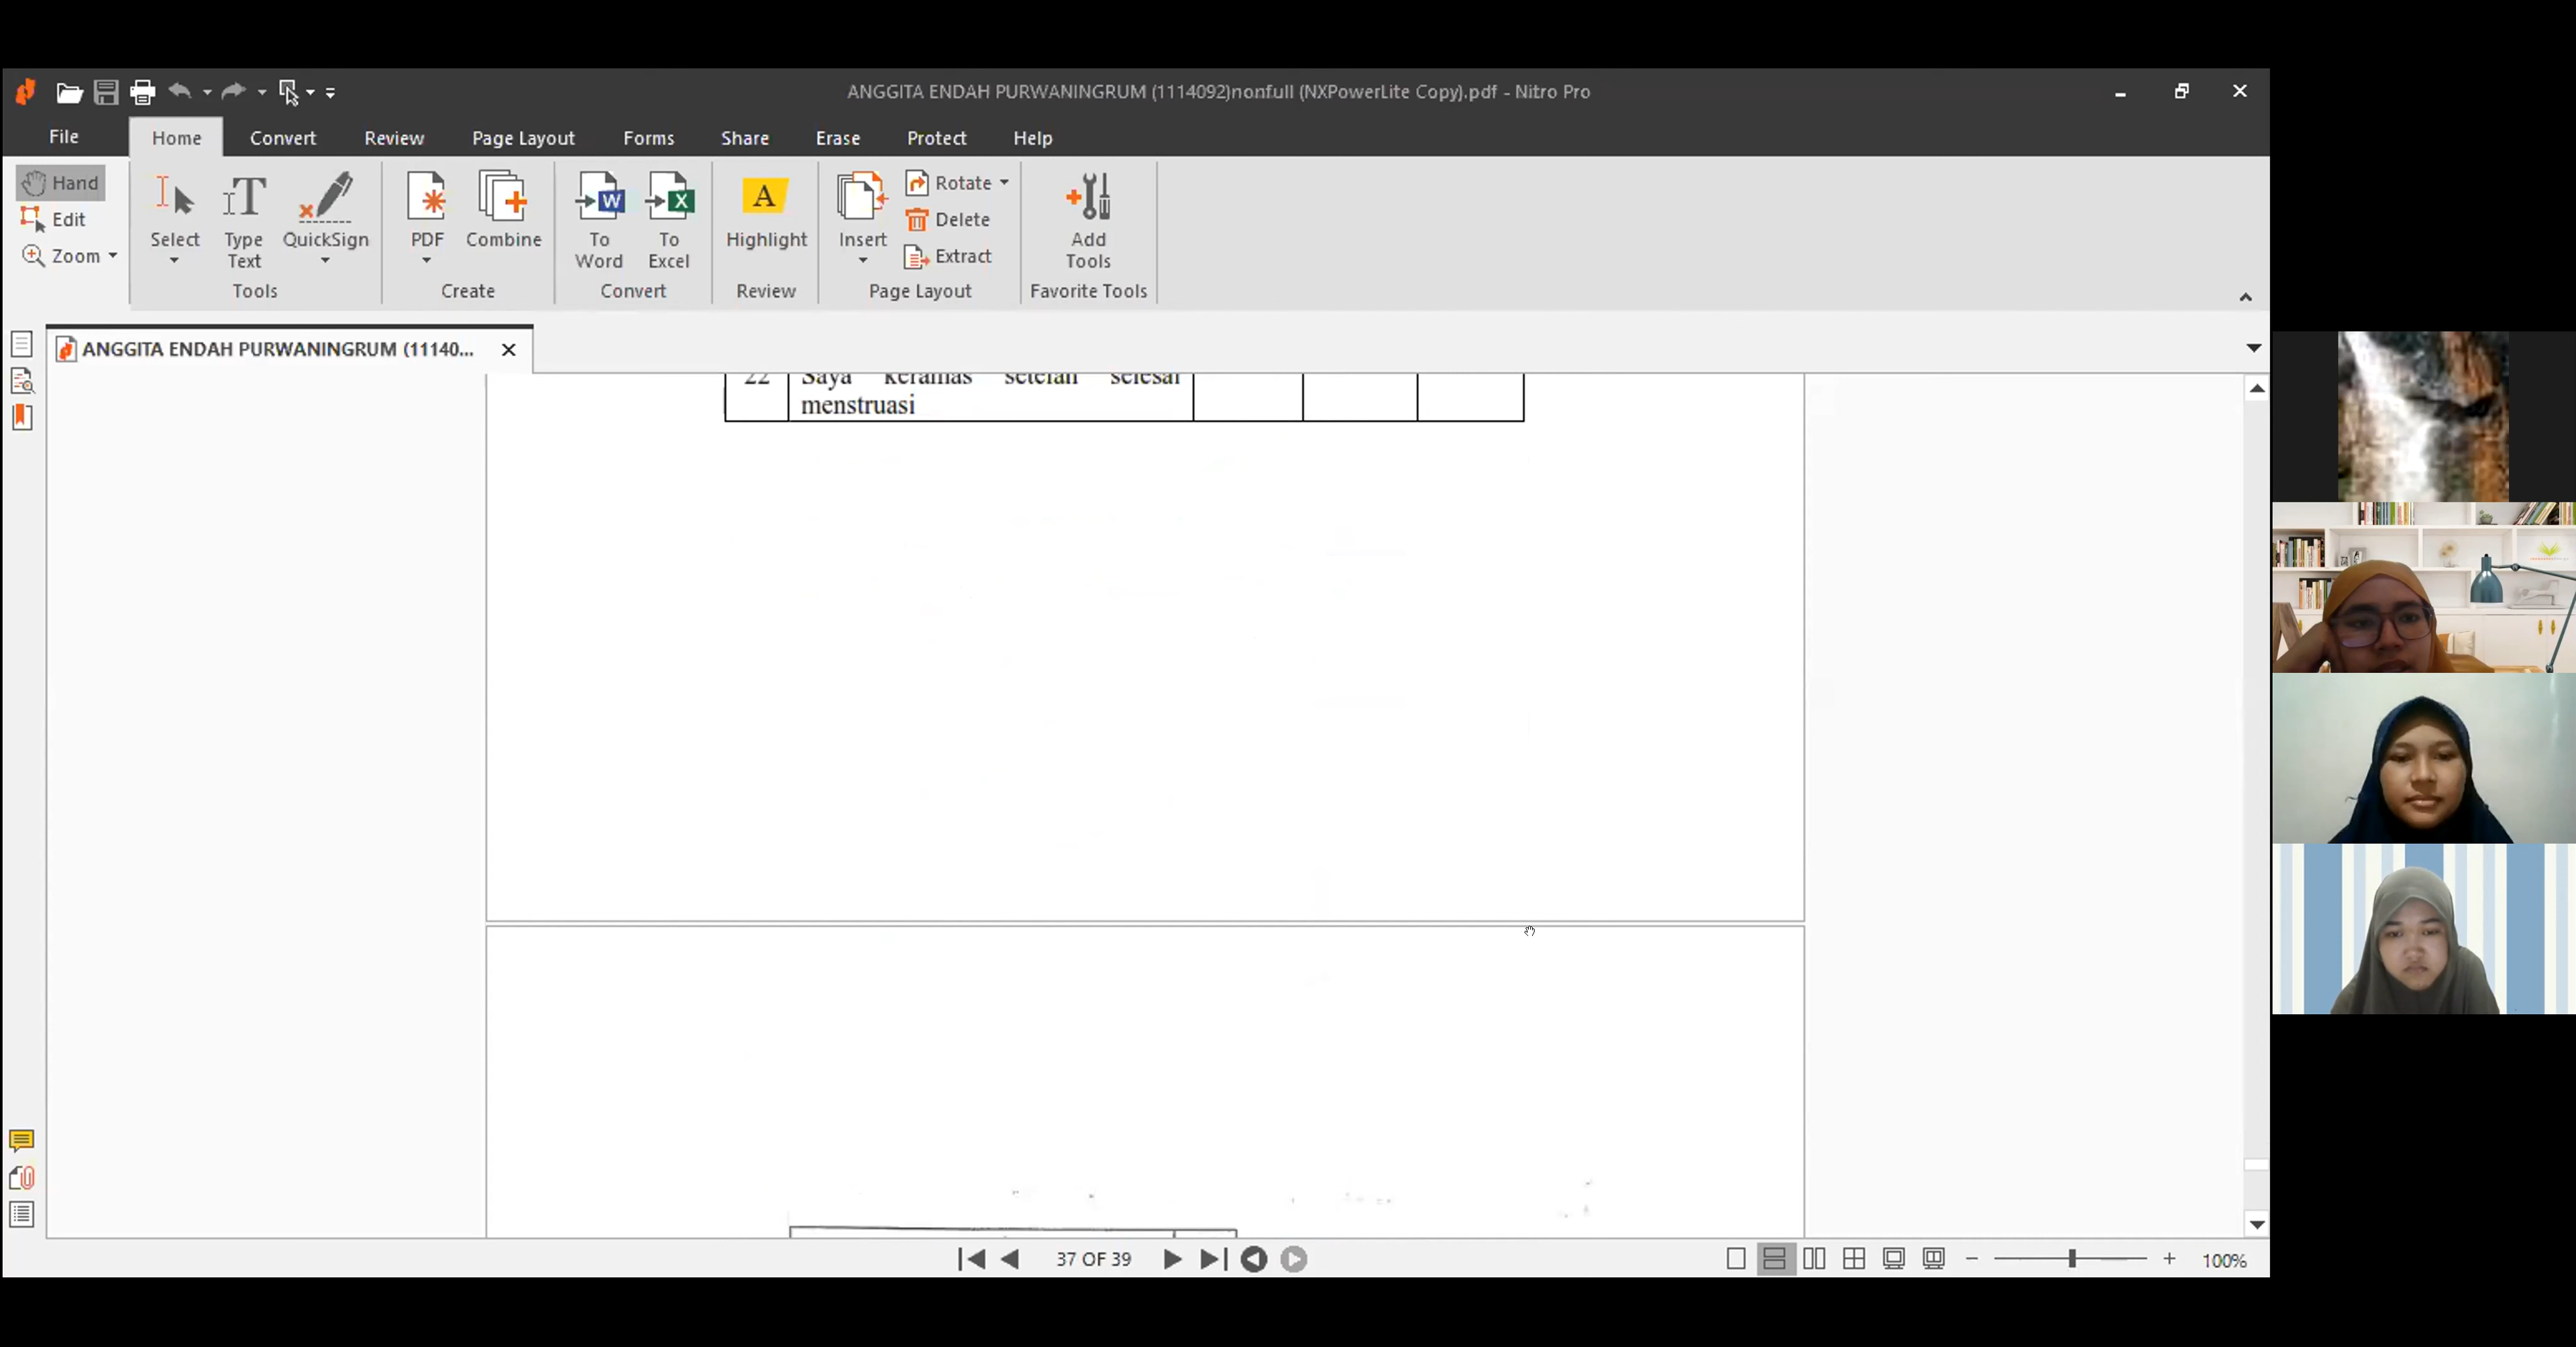 ANGGITA ENDAH PURWANINGRUM (1114092)nonfull (NXPowerLite Copy).pdf - Nitro Pro
File Home Convert Review Page Layout Forms Share Erase Protect Help
Hand
Edit
Zoom
Select
Type
Text
QuickSign
Tools
PDF
Combine
Create
To
Word
To
Excel
Convert
A
Highlight
Review
Insert
Rotate
Delete
Extract
Page Layout
Add
Tools
Favorite Tools
ANGGITA ENDAH PURWANINGRUM (11140...
22 Saya keramas setelah selesai
menstruasi
37 OF 39
100%